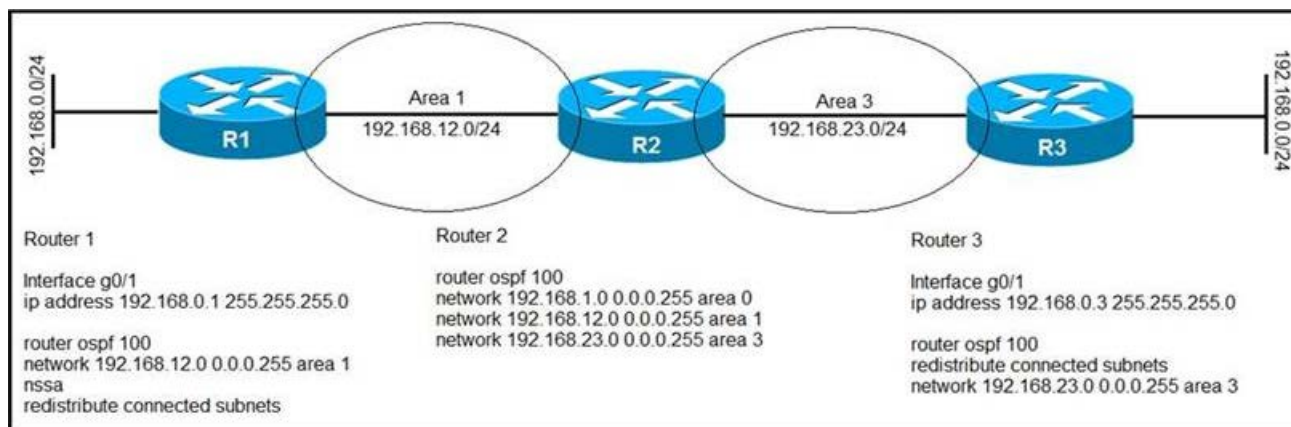 192.168.0.0/24
R1
Area 1
192.168.12.0/24
R2
Area 3
192.168.23.0/24
R3
192.168.0.0/24
Router 1
Interface g0/1
ip address 192.168.0.1 255.255.255.0
router ospf 100
network 192.168.12.0 0.0.0.255 area 1
nssa
redistribute connected subnets
Router 2
router ospf 100
network 192.168.1.0 0.0.0.255 area 0
network 192.168.12.0 0.0.0.255 area 1
network 192.168.23.0 0.0.0.255 area 3
Router 3
Interface g0/1
ip address 192.168.0.3 255.255.255.0
router ospf 100
redistribute connected subnets
network 192.168.23.0 0.0.0.255 area 3